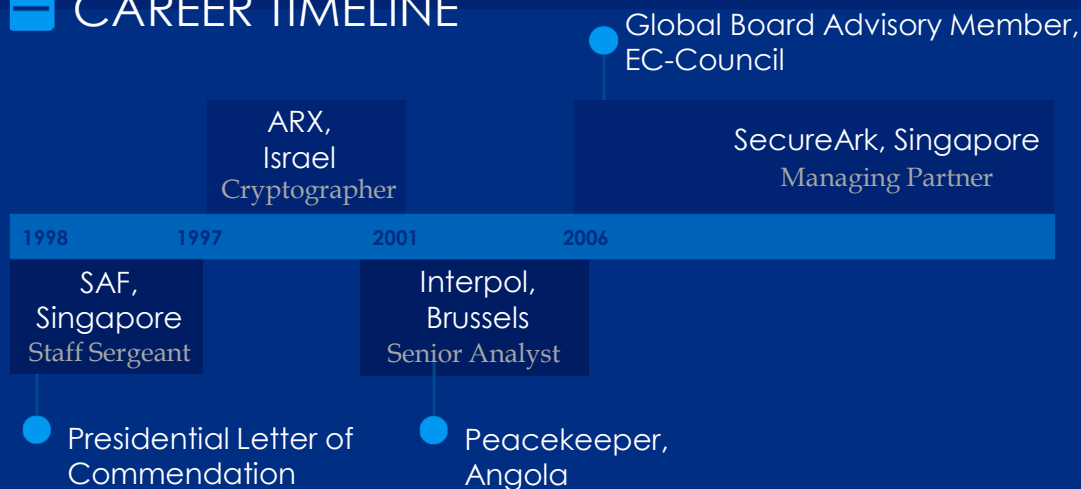 CAREER TIMELINE
Global Board Advisory Member,
EC-Council
ARX,
Israel
Cryptographer
SecureArk, Singapore
Managing Partner
1998 1997 2001 2006
SAF,
Singapore
Staff Sergeant
Interpol,
Brussels
Senior Analyst
Presidential Letter of
Commendation
Peacekeeper,
Angola